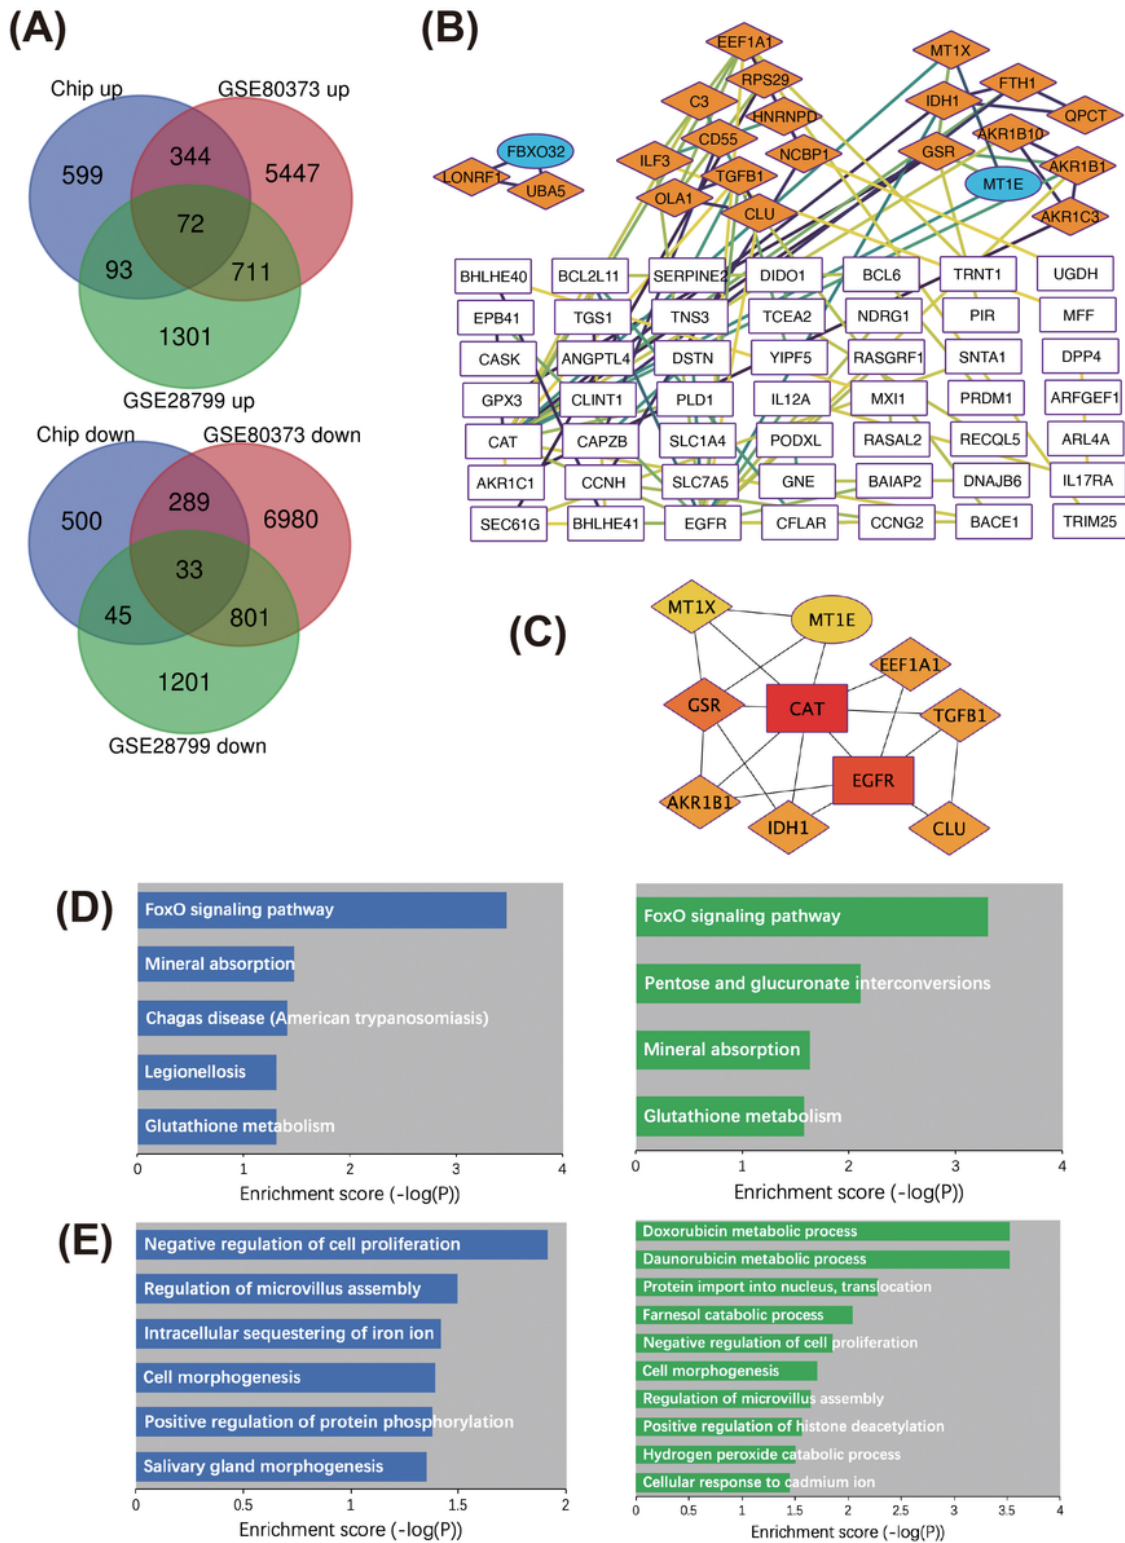 (A)
Chip up
GSE80373 up
599
344
5447
72
93
711
1301
GSE28799 up
Chip down
GSE80373 down
500
289
6980
33
45
801
1201
GSE28799 down
(B)
EEF1A1
MT1X
RPS29
FTH1
C3
IDH1
HNRNPD
QPCT
CD55
AKR1B10
FBXO32
ILF3
NCBP1
GSR
AKR1B1
LONRF1
TGFB1
UBA5
MT1E
OLA1
CLU
AKR1C3
BHLHE40 BCL2L11 SERPINE2 DIDO1 BCL6 TRNT1 UGDH
EPB41 TGS1 TNS3 TCEA2 NDRG1 PIR MFF
CASK ANGPTL4 DSTN YIPF5 RASGRF1 SNTA1 DPP4
GPX3 CLINT1 PLD1 IL12A MXI1 PRDM1 ARFGEF1
CAT CAPZB SLC1A4 PODXL RASAL2 RECQL5 ARL4A
AKR1C1 CCNH SLC7A5 GNE BAIAP2 DNAJB6 IL17RA
SEC61G BHLHE41 EGFR CFLAR CCNG2 BACE1 TRIM25
(C)
MT1X
MT1E
EEF1A1
GSR
CAT
TGFB1
EGFR
AKR1B1
IDH1
CLU
(D)
FoxO signaling pathway
Mineral absorption
Chagas disease (American trypanosomiasis)
Legionellosis
Glutathione metabolism
0 1 2 3 4
Enrichment score (-log(P))
FoxO signaling pathway
Pentose and glucuronate interconversions
Mineral absorption
Glutathione metabolism
0 1 2 3 4
Enrichment score (-log(P))
(E)
Negative regulation of cell proliferation
Regulation of microvillus assembly
Intracellular sequestering of iron ion
Cell morphogenesis
Positive regulation of protein phosphorylation
Salivary gland morphogenesis
0 0.5 1 1.5 2
Enrichment score (-log(P))
Doxorubicin metabolic process
Daunorubicin metabolic process
Protein import into nucleus, translocation
Farnesol catabolic process
Negative regulation of cell proliferation
Cell morphogenesis
Regulation of microvillus assembly
Positive regulation of histone deacetylation
Hydrogen peroxide catabolic process
Cellular response to cadmium ion
0 0.5 1 1.5 2 2.5 3 3.5 4
Enrichment score (-log(P))